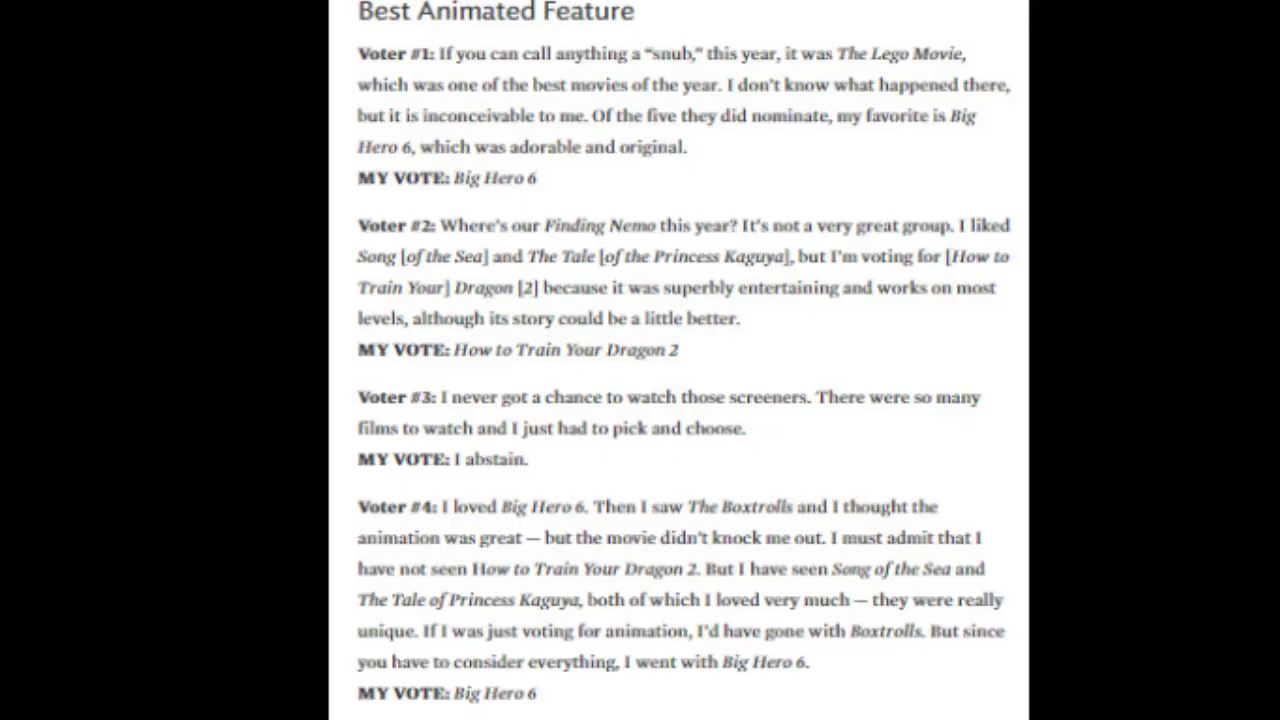 Best Animated Feature
Voter #1: If you can call anything a “snub,” this year, it was The Lego Movie,
which was one of the best movies of the year. I don’t know what happened there,
but it is inconceivable to me. Of the five they did nominate, my favorite is Big
Hero 6, which was adorable and original.
MY VOTE: Big Hero 6
Voter #2: Where’s our Finding Nemo this year? It’s not a very great group. I liked
Song [of the Sea] and The Tale [of the Princess Kaguya], but I’m voting for [How to
Train Your] Dragon [2] because it was superbly entertaining and works on most
levels, although its story could be a little better.
MY VOTE: How to Train Your Dragon 2
Voter #3: I never got a chance to watch those screeners. There were so many
films to watch and I just had to pick and choose.
MY VOTE: I abstain.
Voter #4: I loved Big Hero 6. Then I saw The Boxtrolls and I thought the
animation was great — but the movie didn’t knock me out. I must admit that I
have not seen How to Train Your Dragon 2. But I have seen Song of the Sea and
The Tale of Princess Kaguya, both of which I loved very much — they were really
unique. If I was just voting for animation, I’d have gone with Boxtrolls. But since
you have to consider everything, I went with Big Hero 6.
MY VOTE: Big Hero 6